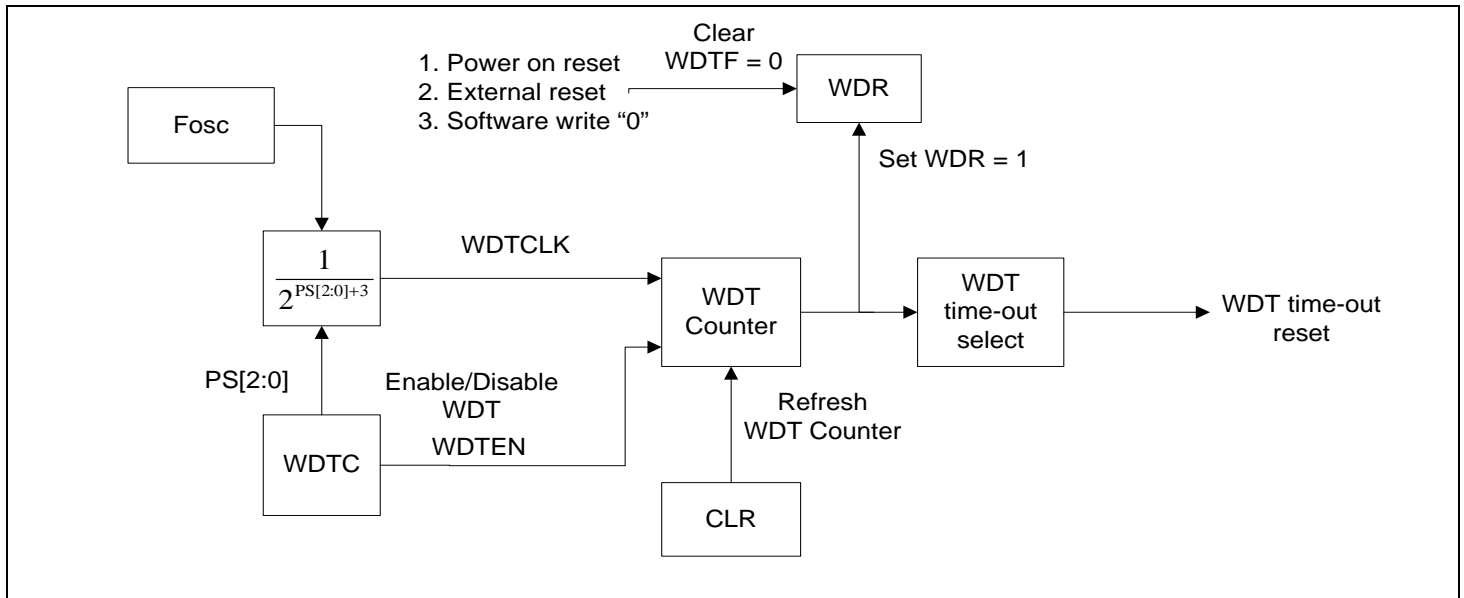 Clear
WDTF = 0
1. Power on reset
2. External reset
3. Software write “0”
WDR
Fosc
Set WDR = 1
1
2^PS[2:0]+3
WDTCLK
WDT
Counter
WDT
time-out
select
WDT time-out
reset
PS[2:0]
Enable/Disable
WDT
WDTEN
Refresh
WDT Counter
WDTC
CLR